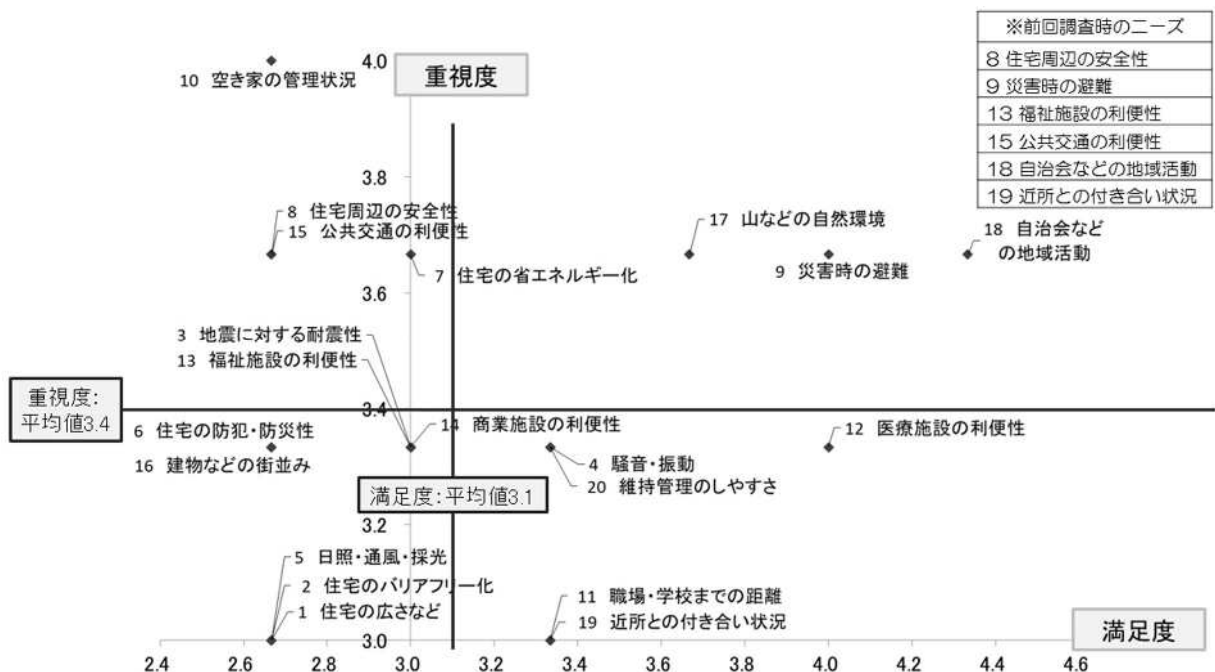 ※前回調査時のニーズ
8 住宅周辺の安全性
9 災害時の避難
13 福祉施設の利便性
15 公共交通の利便性
18 自治会などの地域活動
19 近所との付き合い状況
4.0
重視度
10 空き家の管理状況
3.8
8 住宅周辺の安全性
15 公共交通の利便性
17 山などの自然環境
18 自治会など
の地域活動
7 住宅の省エネルギー化
9 災害時の避難
3.6
3 地震に対する耐震性
13 福祉施設の利便性
重視度:
平均値3.4
3.4
6 住宅の防犯・防災性
14 商業施設の利便性
12 医療施設の利便性
16 建物などの街並み
4 騒音・振動
20 維持管理のしやすさ
満足度:平均値3.1
3.2
5 日照・通風・採光
2 住宅のバリアフリー化
1 住宅の広さなど
11 職場・学校までの距離
19 近所との付き合い状況
3.0
満足度
2.4 2.6 2.8 3.0 3.2 3.4 3.6 3.8 4.0 4.2 4.4 4.6